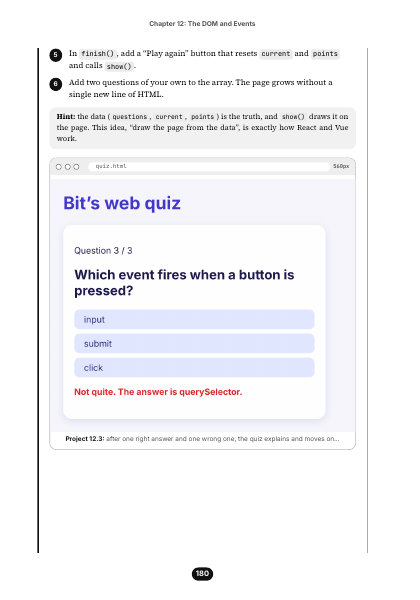 Chapter 12: The DOM and Events
5 In finish(), add a “Play again” button that resets current and points
and calls show().
6 Add two questions of your own to the array. The page grows without a
single new line of HTML.
Hint: the data (questions, current, points) is the truth, and show() draws it on
the page. This idea, “draw the page from the data”, is exactly how React and Vue
work.
quiz.html 560px
Bit’s web quiz
Question 3 / 3
Which event fires when a button is
pressed?
input
submit
click
Not quite. The answer is querySelector.
Project 12.3: after one right answer and one wrong one, the quiz explains and moves on…
180